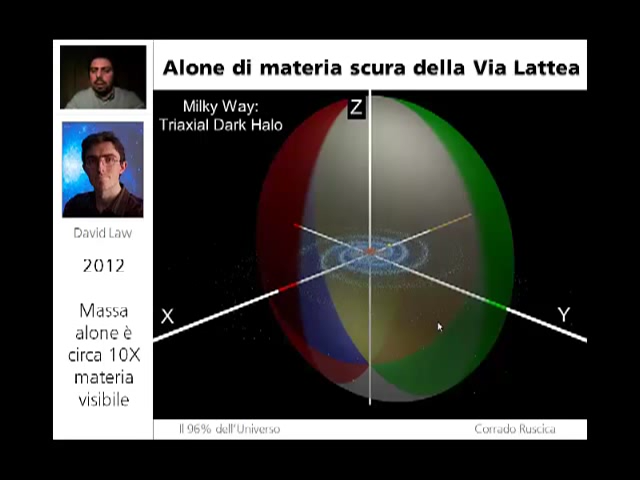 Alone di materia scura della Via Lattea
Milky Way:
Triaxial Dark Halo
Z
X
Y
David Law
2012
Massa
alone è
circa 10X
materia
visibile
Il 96% dell'Universo
Corrado Ruscica